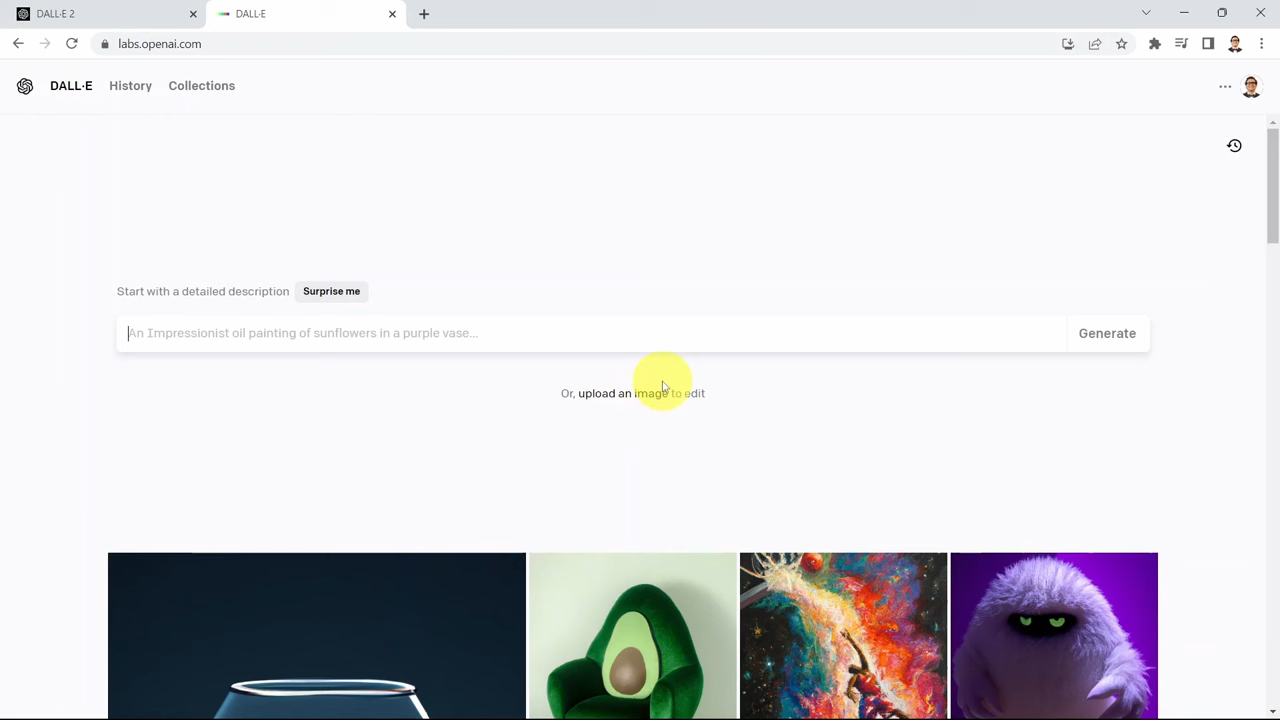 DALL·E 2
DALL·E
labs.openai.com
DALL·E History Collections
Start with a detailed description Surprise me
An Impressionist oil painting of sunflowers in a purple vase... Generate
Or, upload an image to edit